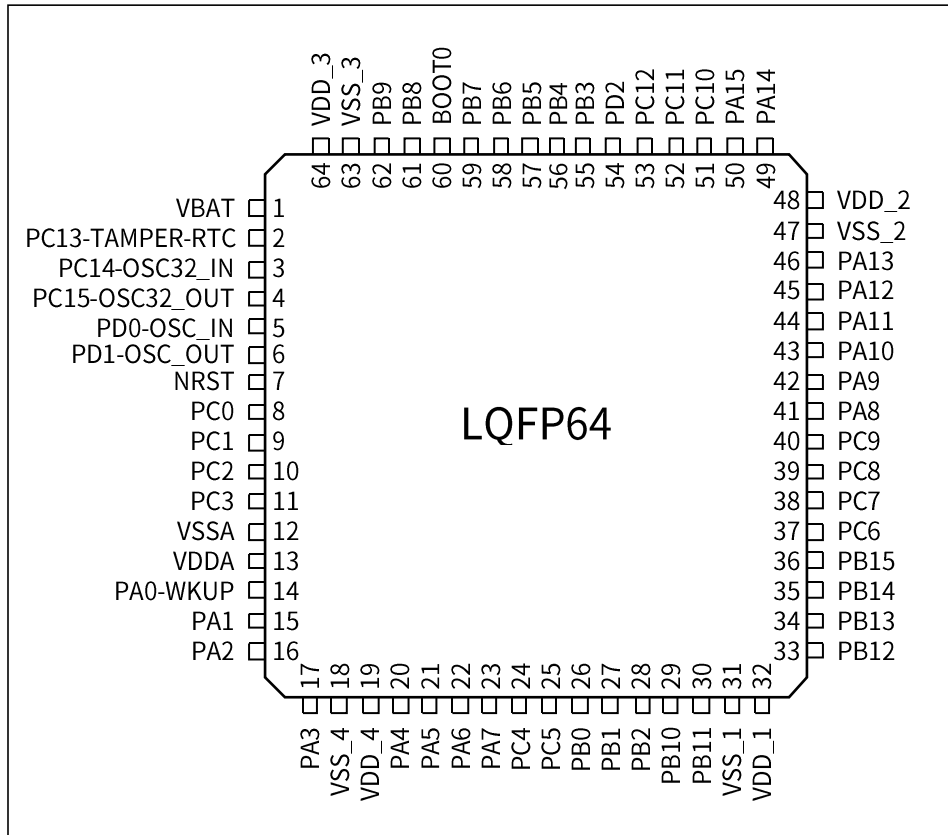 VDD_3
VSS_3
PB9
PB8
BOOT0
PB7
PB6
PB5
PB4
PB3
PD2
PC12
PC11
PC10
PA15
PA14
64
63
62
61
60
59
58
57
56
55
54
53
52
51
50
49
VBAT 1
PC13-TAMPER-RTC 2
PC14-OSC32_IN 3
PC15-OSC32_OUT 4
PD0-OSC_IN 5
PD1-OSC_OUT 6
NRST 7
PC0 8
PC1 9
PC2 10
PC3 11
VSSA 12
VDDA 13
PA0-WKUP 14
PA1 15
PA2 16
LQFP64
48 VDD_2
47 VSS_2
46 PA13
45 PA12
44 PA11
43 PA10
42 PA9
41 PA8
40 PC9
39 PC8
38 PC7
37 PC6
36 PB15
35 PB14
34 PB13
33 PB12
17
18
19
20
21
22
23
24
25
26
27
28
29
30
31
32
PA3
VSS_4
VDD_4
PA4
PA5
PA6
PA7
PC4
PC5
PB0
PB1
PB2
PB10
PB11
VSS_1
VDD_1